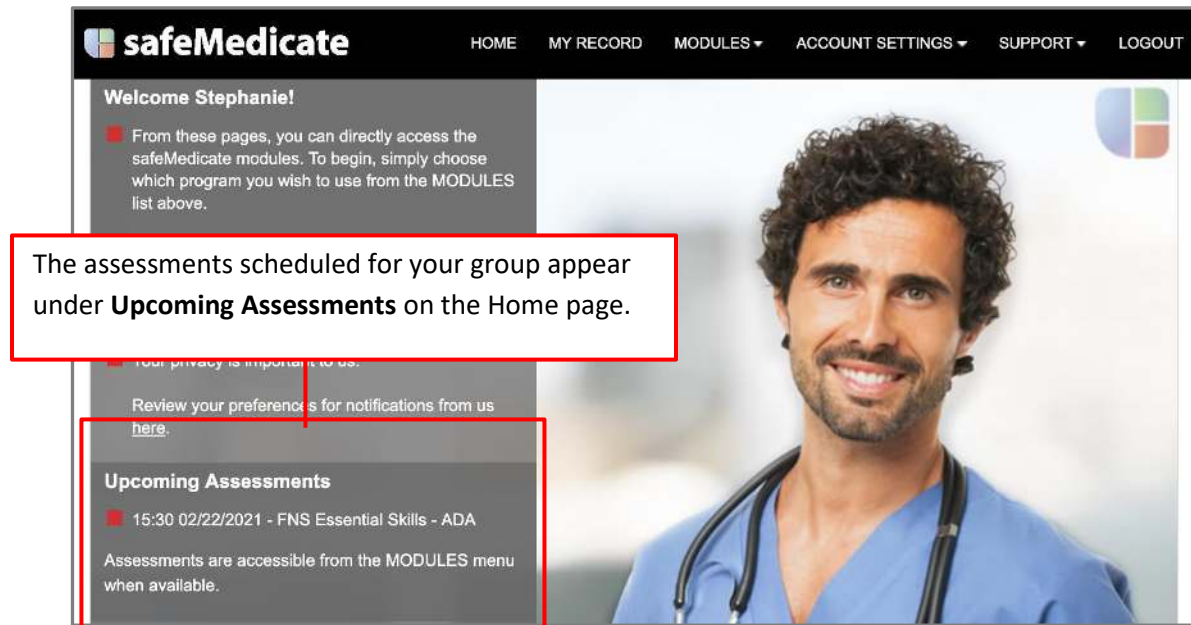 safeMedicate
HOME MY RECORD MODULES ACCOUNT SETTINGS SUPPORT LOGOUT
Welcome Stephanie!
From these pages, you can directly access the
safeMedicate modules. To begin, simply choose
which program you wish to use from the MODULES
list above.
The assessments scheduled for your group appear
under Upcoming Assessments on the Home page.
Your privacy is important to us.
Review your preferences for notifications from us
here.
Upcoming Assessments
15:30 02/22/2021 - FNS Essential Skills - ADA
Assessments are accessible from the MODULES menu
when available.